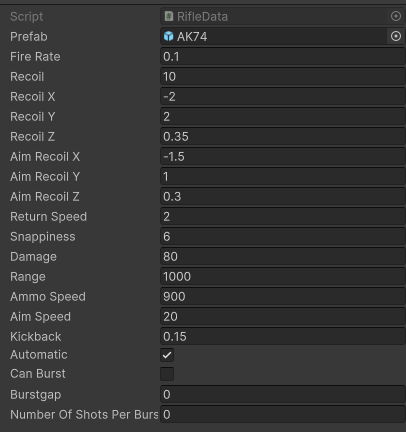 Script RifleData
Prefab AK74
Fire Rate 0.1
Recoil 10
Recoil X -2
Recoil Y 2
Recoil Z 0.35
Aim Recoil X -1.5
Aim Recoil Y 1
Aim Recoil Z 0.3
Return Speed 2
Snappiness 6
Damage 80
Range 1000
Ammo Speed 900
Aim Speed 20
Kickback 0.15
Automatic
Can Burst
Burstgap 0
Number Of Shots Per Burs 0